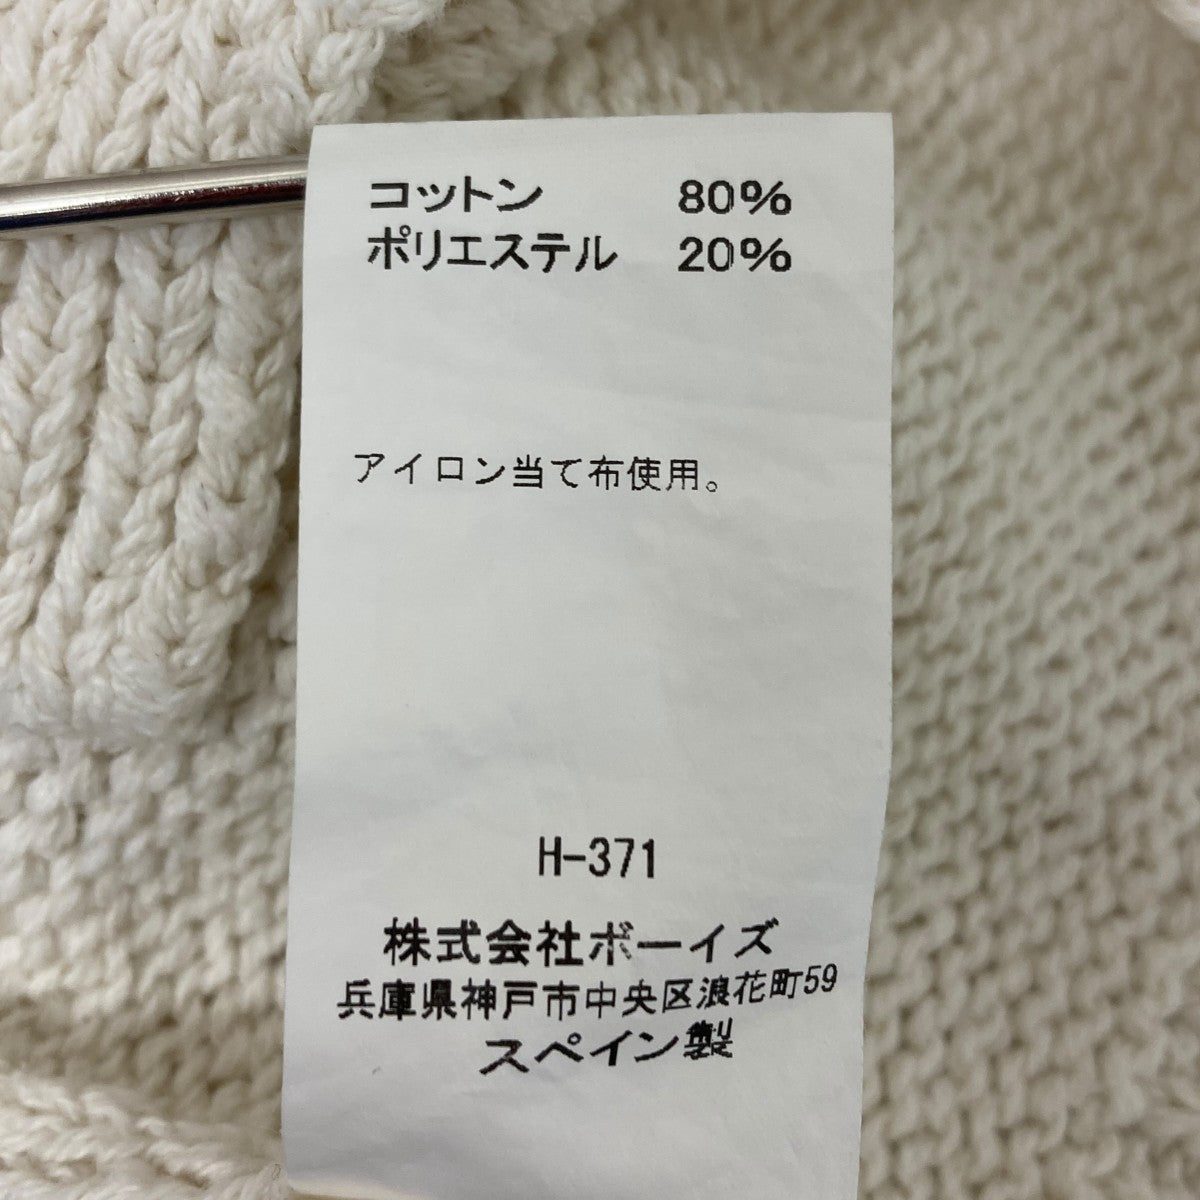 コットン 80%
ポリエステル 20%
アイロン当て布使用。
H-371
株式会社ボーイズ
兵庫県神戸市中央区浪花町59
スペイン製